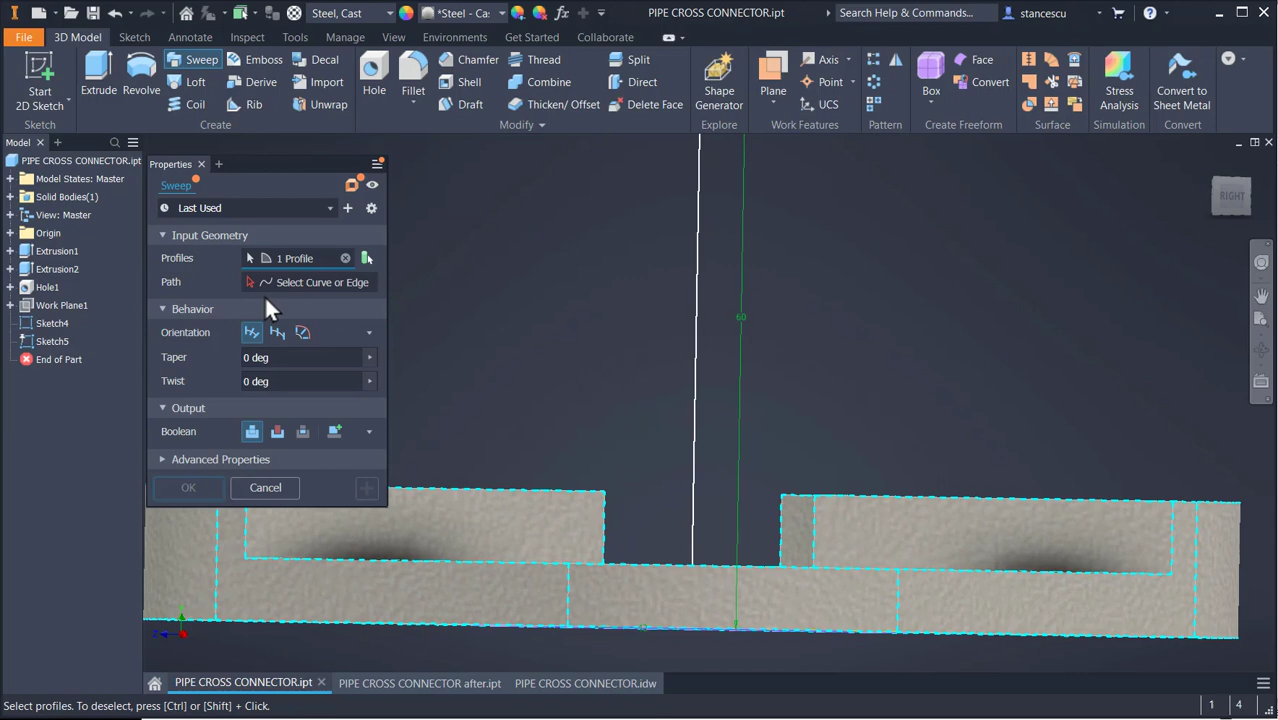 Steel, Cast
*Steel - Cas
PIPE CROSS CONNECTOR.ipt
Search Help & Commands...
stancescu
File
3D Model
Sketch
Annotate
Inspect
Tools
Manage
View
Environments
Get Started
Collaborate
Start
2D Sketch
Extrude
Revolve
Sweep
Loft
Coil
Emboss
Derive
Rib
Decal
Import
Unwrap
Hole
Fillet
Chamfer
Shell
Draft
Thread
Combine
Thicken/ Offset
Split
Direct
Delete Face
Shape
Generator
Plane
Axis
Point
UCS
Box
Face
Convert
Stress
Analysis
Convert to
Sheet Metal
Sketch
Create
Modify
Explore
Work Features
Pattern
Create Freeform
Surface
Simulation
Convert
Model
PIPE CROSS CONNECTOR.ipt
Model States: Master
Solid Bodies(1)
View: Master
Origin
Extrusion1
Extrusion2
Hole1
Work Plane1
Sketch4
Sketch5
End of Part
Properties
Sweep
Last Used
Input Geometry
Profiles
1 Profile
Path
Select Curve or Edge
Behavior
Orientation
Taper
0 deg
Twist
0 deg
Output
Boolean
Advanced Properties
OK
Cancel
RIGHT
60
PIPE CROSS CONNECTOR.ipt
PIPE CROSS CONNECTOR after.ipt
PIPE CROSS CONNECTOR.idw
Select profiles. To deselect, press [Ctrl] or [Shift] + Click.
1
4